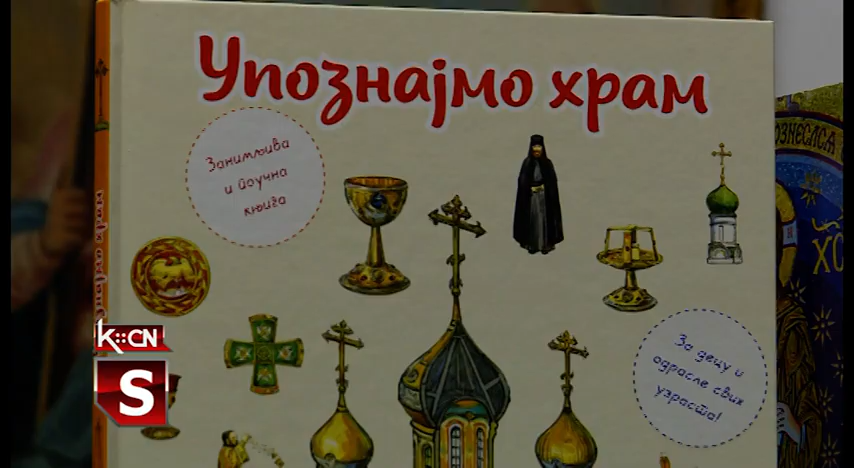 Упознајмо храм
Занимљива
и поучна
књига
За децу и
одрасле свих
узраста!
K::CN
S